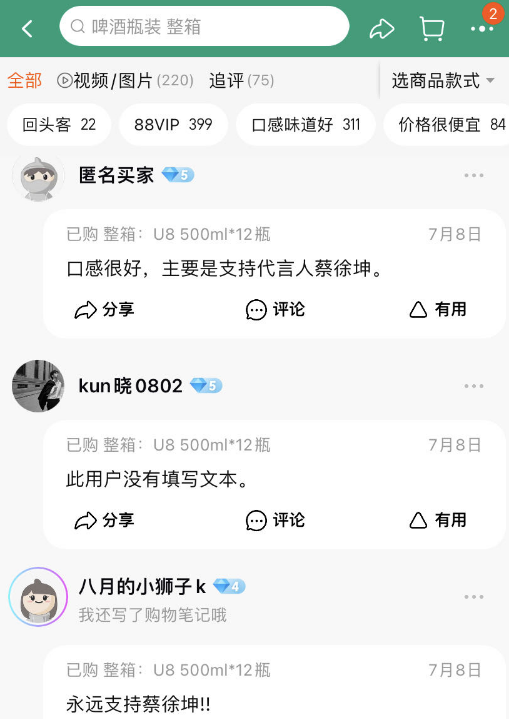 啤酒瓶装 整箱
2
全部 视频/图片(220) 追评(75) 选商品款式
回头客 22 88VIP 399 口感味道好 311 价格很便宜 84
匿名买家 5
已购 整箱：U8 500ml*12瓶 7月8日
口感很好，主要是支持代言人蔡徐坤。
分享 评论 有用
kun晓0802 5
已购 整箱：U8 500ml*12瓶 7月8日
此用户没有填写文本。
分享 评论 有用
八月的小狮子k 4
我还写了购物笔记哦
已购 整箱：U8 500ml*12瓶 7月8日
永远支持蔡徐坤!!